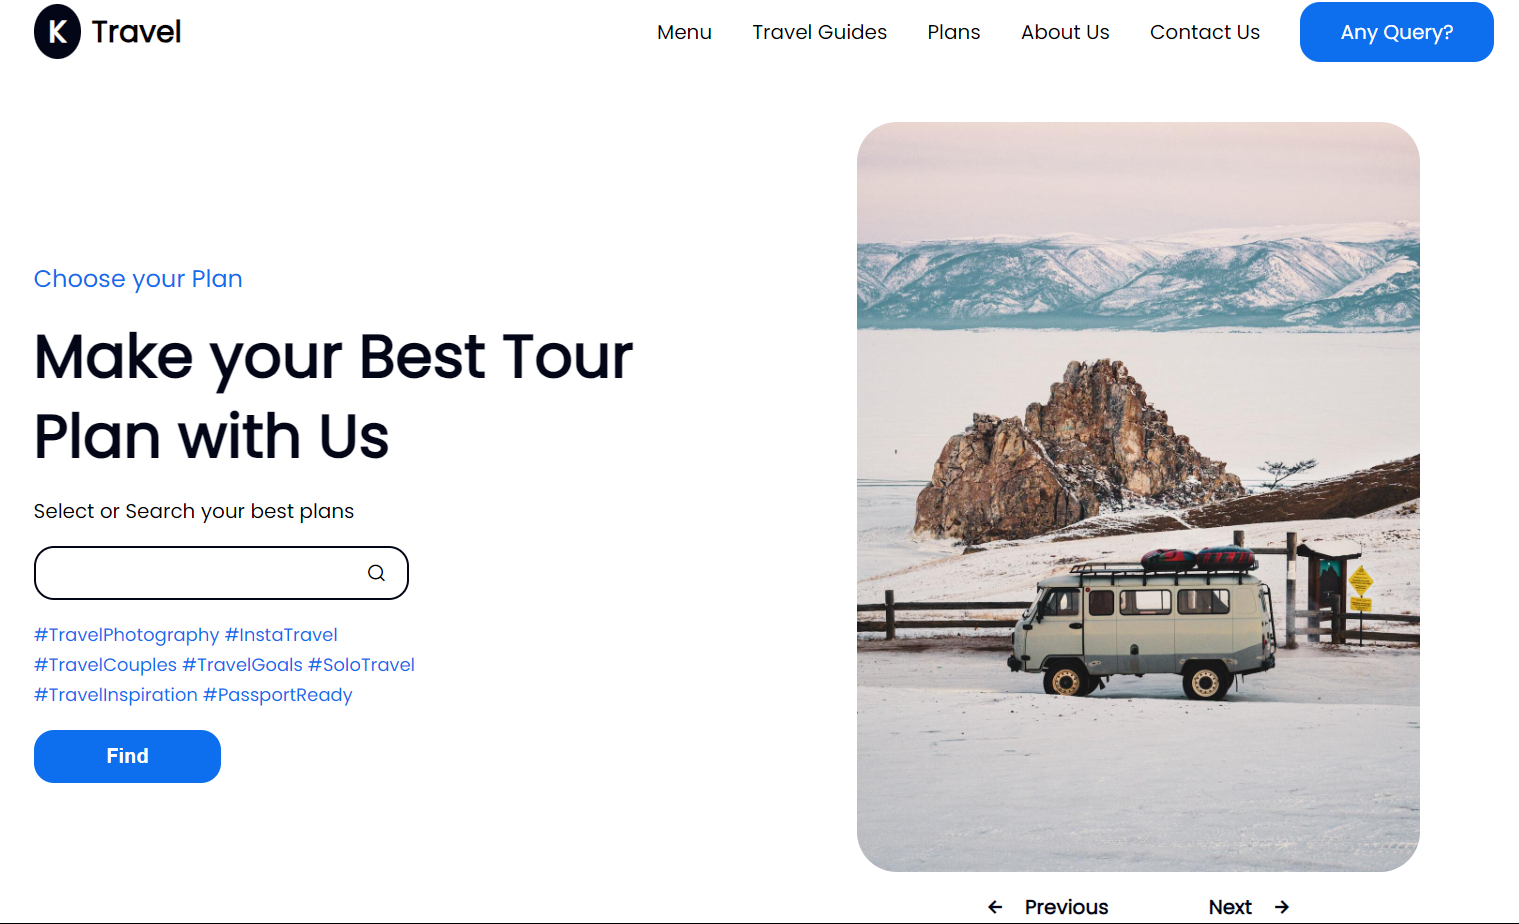 K Travel
Menu
Travel Guides
Plans
About Us
Contact Us
Any Query?
Choose your Plan
Make your Best Tour
Plan with Us
Select or Search your best plans
#TravelPhotography #InstaTravel
#TravelCouples #TravelGoals #SoloTravel
#TravelInspiration #PassportReady
Find
← Previous
Next →